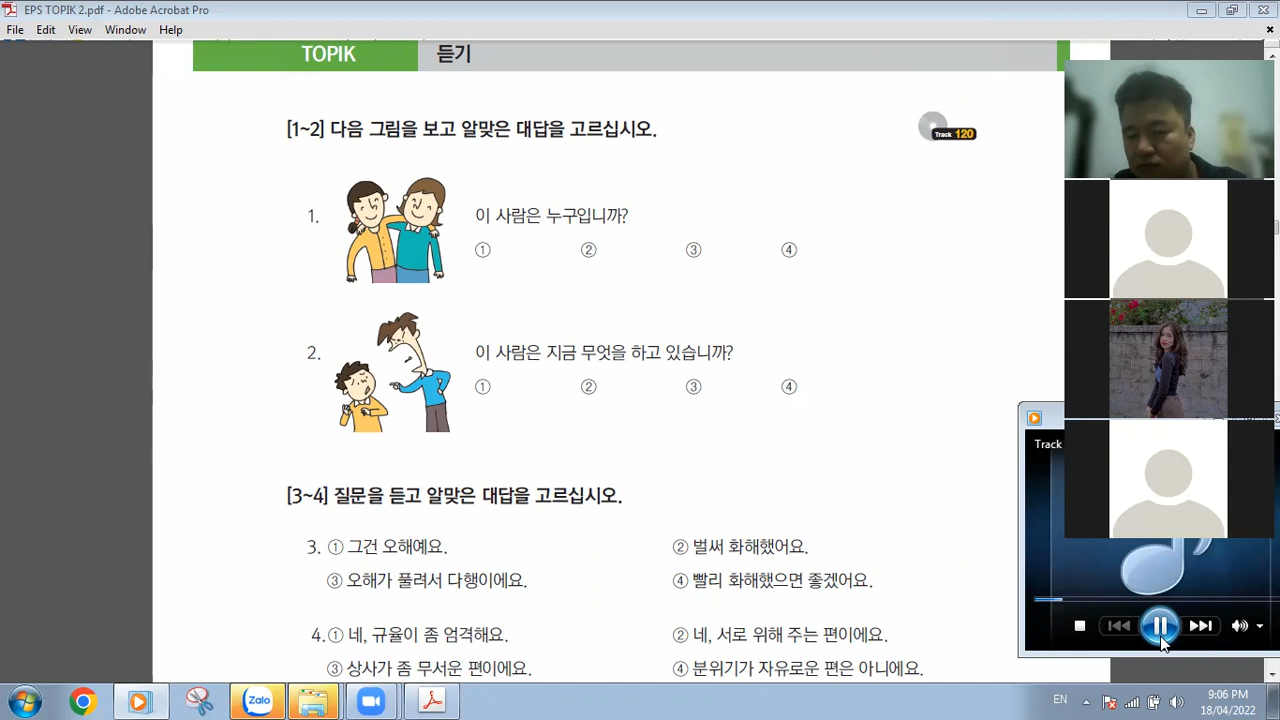 EPS TOPIK 2.pdf - Adobe Acrobat Pro
File Edit View Window Help
TOPIK 듣기
[1~2] 다음 그림을 보고 알맞은 대답을 고르십시오.
Track 120
1. 이 사람은 누구입니까?
① ② ③ ④
2. 이 사람은 지금 무엇을 하고 있습니까?
① ② ③ ④
Track
[3~4] 질문을 듣고 알맞은 대답을 고르십시오.
3. ① 그건 오해예요. ② 벌써 화해했어요.
③ 오해가 풀려서 다행이에요. ④ 빨리 화해했으면 좋겠어요.
4. ① 네, 규율이 좀 엄격해요. ② 네, 서로 위해 주는 편이에요.
③ 상사가 좀 무서운 편이에요. ④ 분위기가 자유로운 편은 아니에요.
Zalo
EN
9:06 PM
18/04/2022